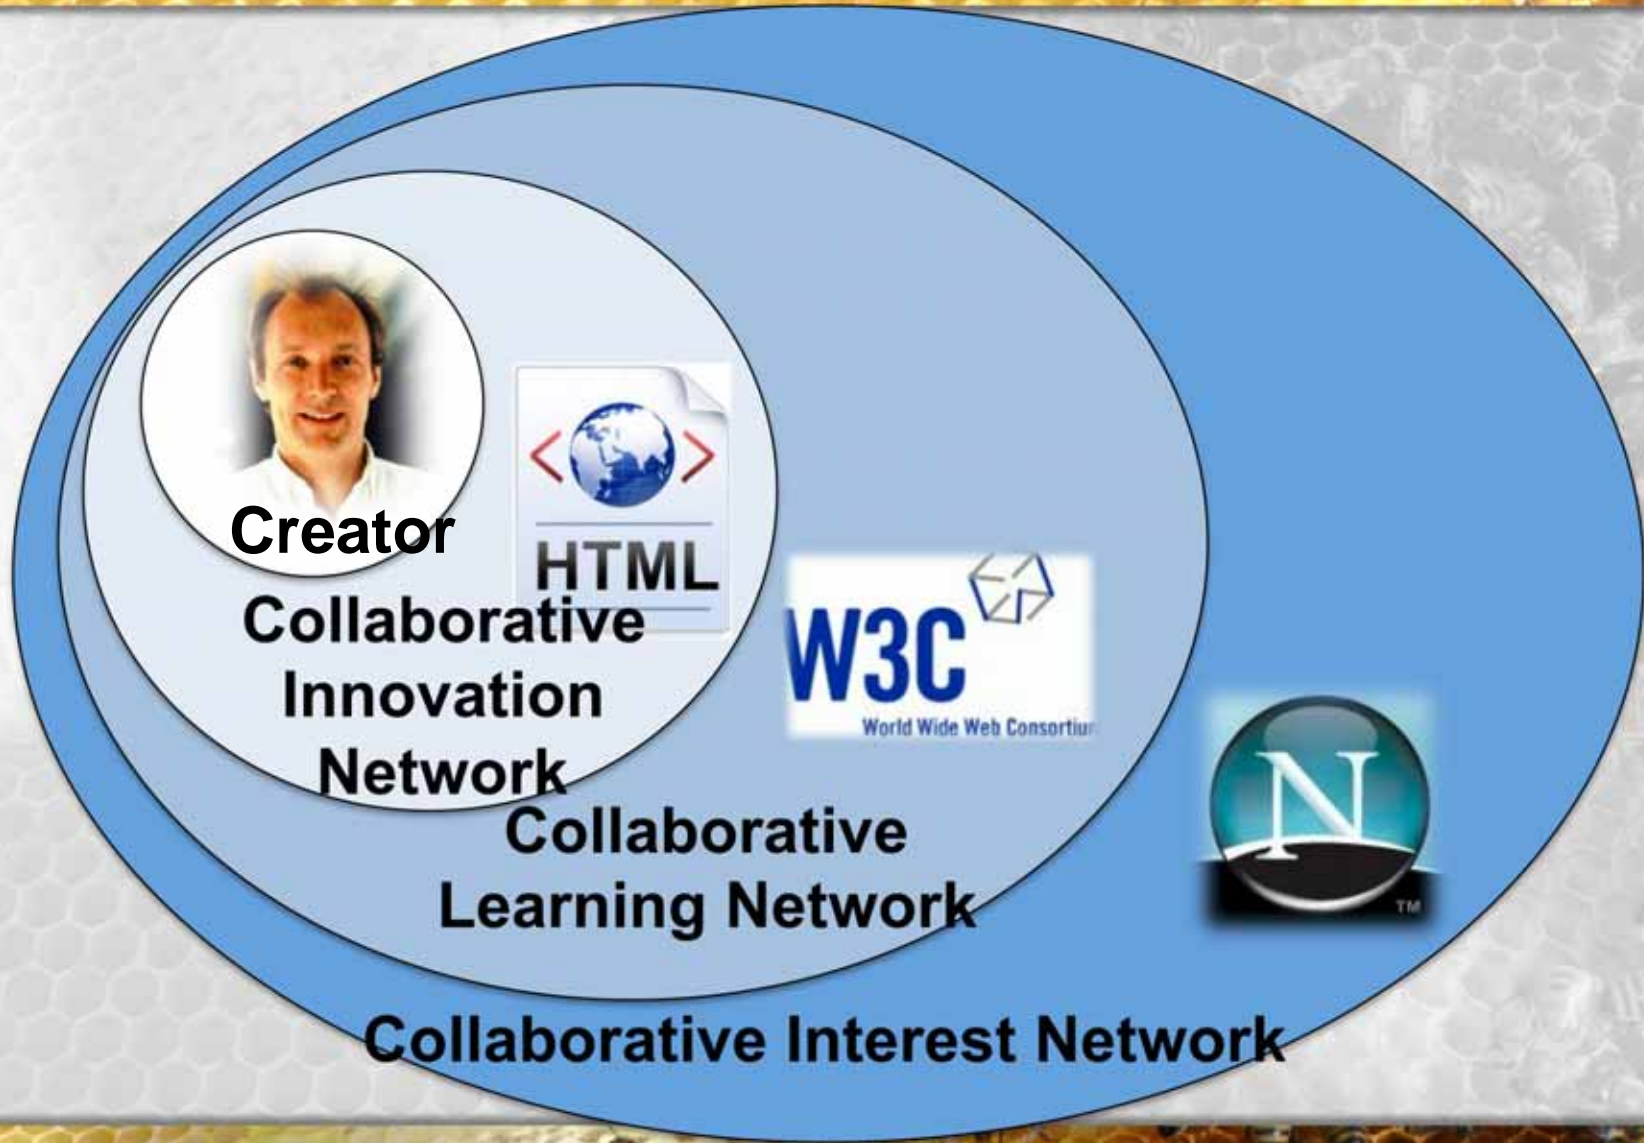 Creator
HTML
Collaborative
Innovation
Network
W3C
World Wide Web Consortiu
N
TM
Collaborative
Learning Network
Collaborative Interest Network